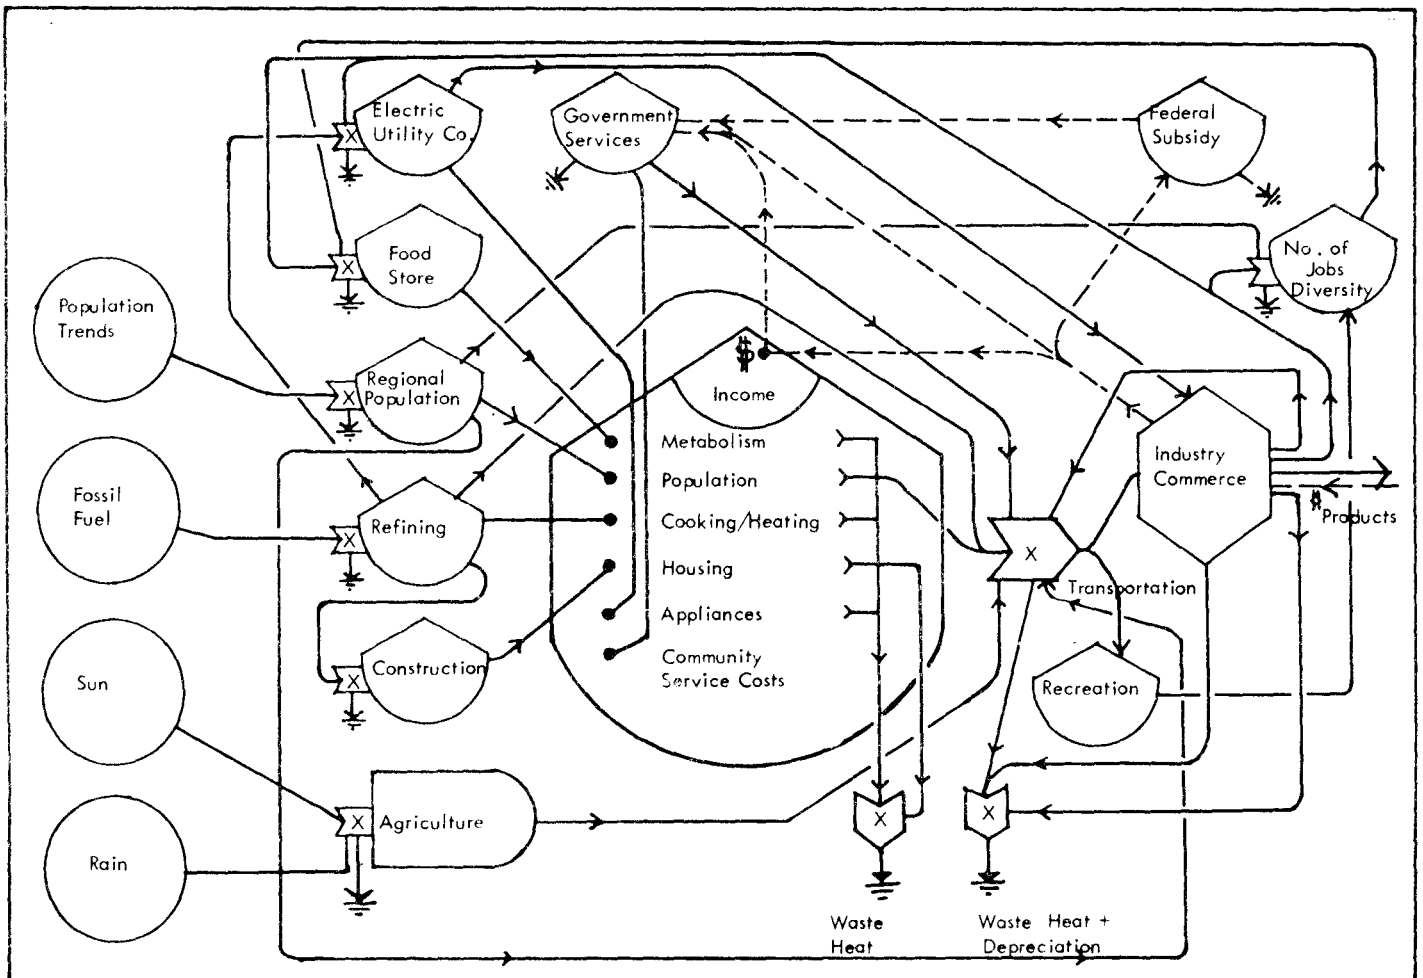 Electric
Utility Co.
Government
Services
Federal
Subsidy
X
Food
Store
X
No. of
Jobs
Diversity
X
Population
Trends
Regional
Population
X
$
Income
Metabolism
Population
Cooking/Heating
Housing
Appliances
Community
Service Costs
Industry
Commerce
$
Products
Fossil
Fuel
Refining
X
X
Transportation
Sun
Construction
X
Recreation
Rain
Agriculture
X
X
X
Waste
Heat
Waste Heat +
Depreciation